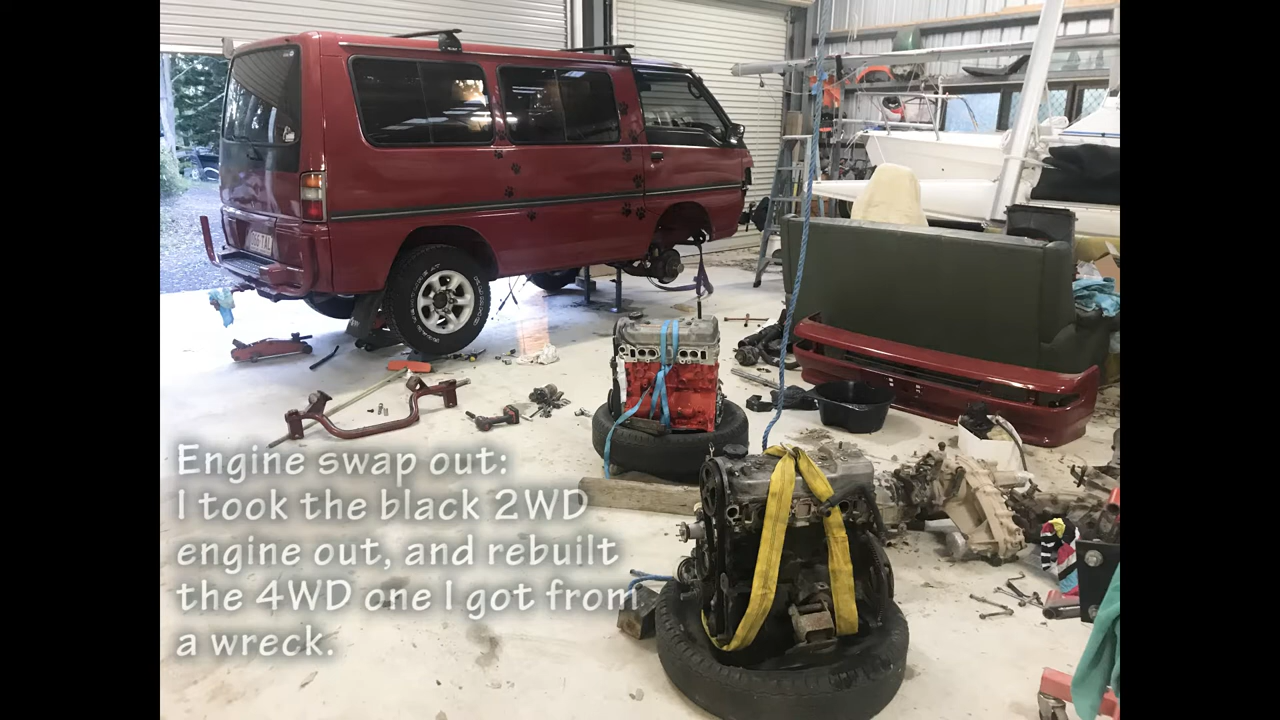 Engine swap out:
I took the black 2WD
engine out, and rebuilt
the 4WD one I got from
a wreck.